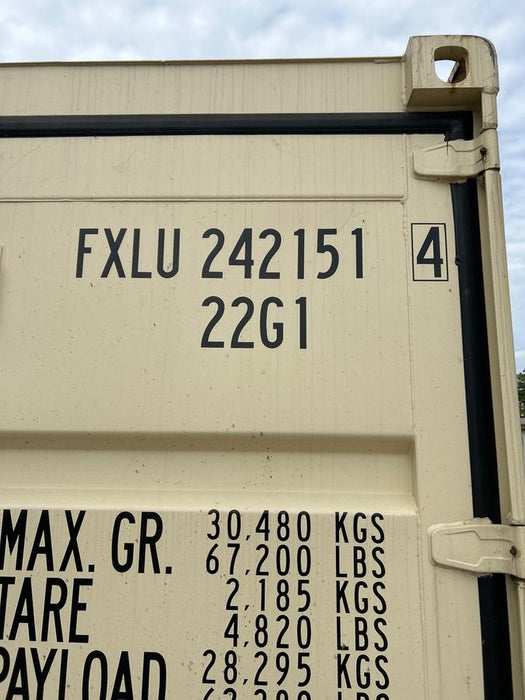 FXLU 242151 4
22G1
MAX. GR. 30,480 KGS
67,200 LBS
TARE 2,185 KGS
4,820 LBS
PAYLOAD 28,295 KGS
LBS